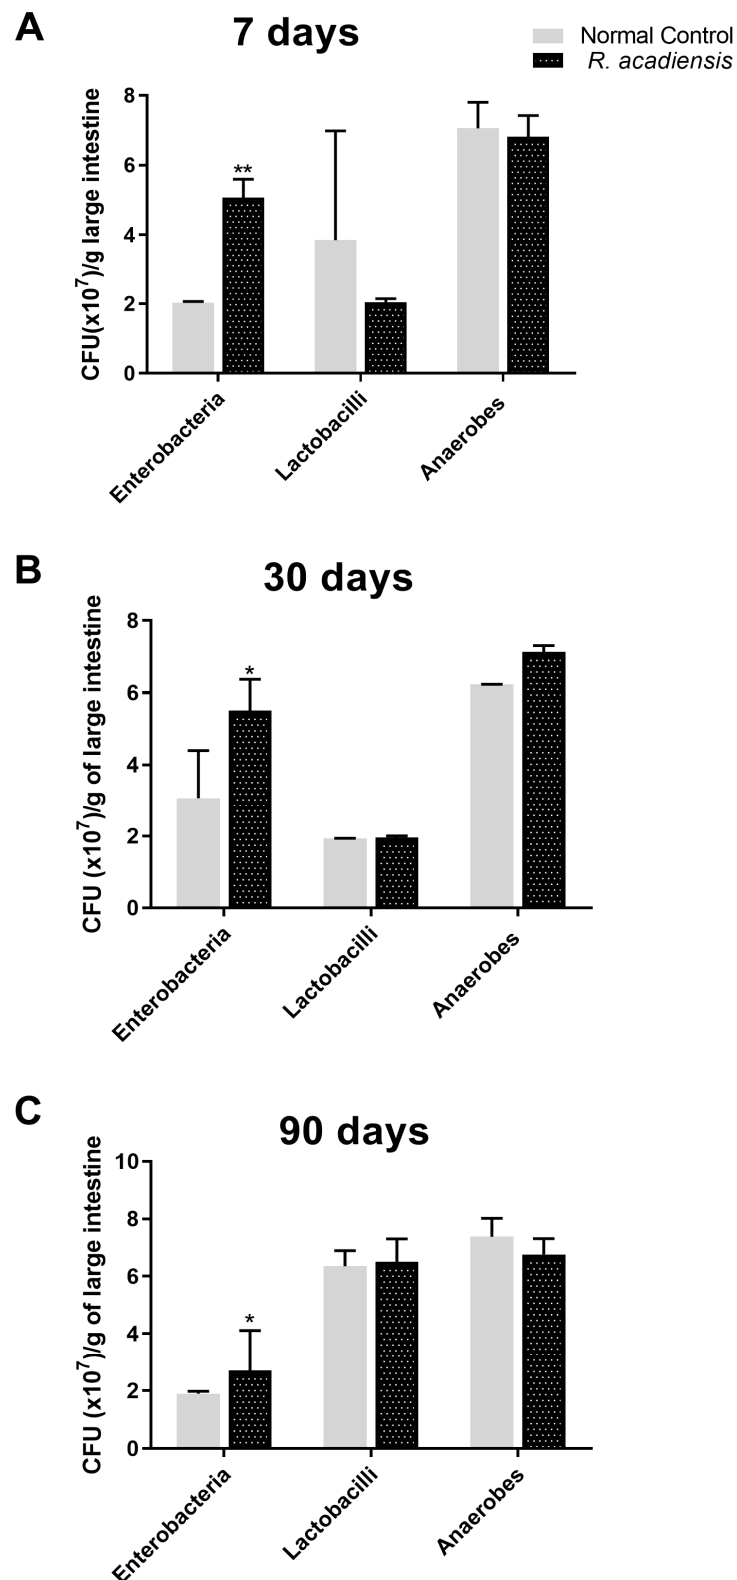 A
7 days
Normal Control
R. acadiensis
CFU(x10⁷)/g large intestine
8
6
4
2
0
**
Enterobacteria
Lactobacilli
Anaerobes
B
30 days
CFU (x10⁷)/g of large intestine
8
6
4
2
0
*
Enterobacteria
Lactobacilli
Anaerobes
C
90 days
CFU (x10⁷)/g of large intestine
10
8
6
4
2
0
*
Enterobacteria
Lactobacilli
Anaerobes